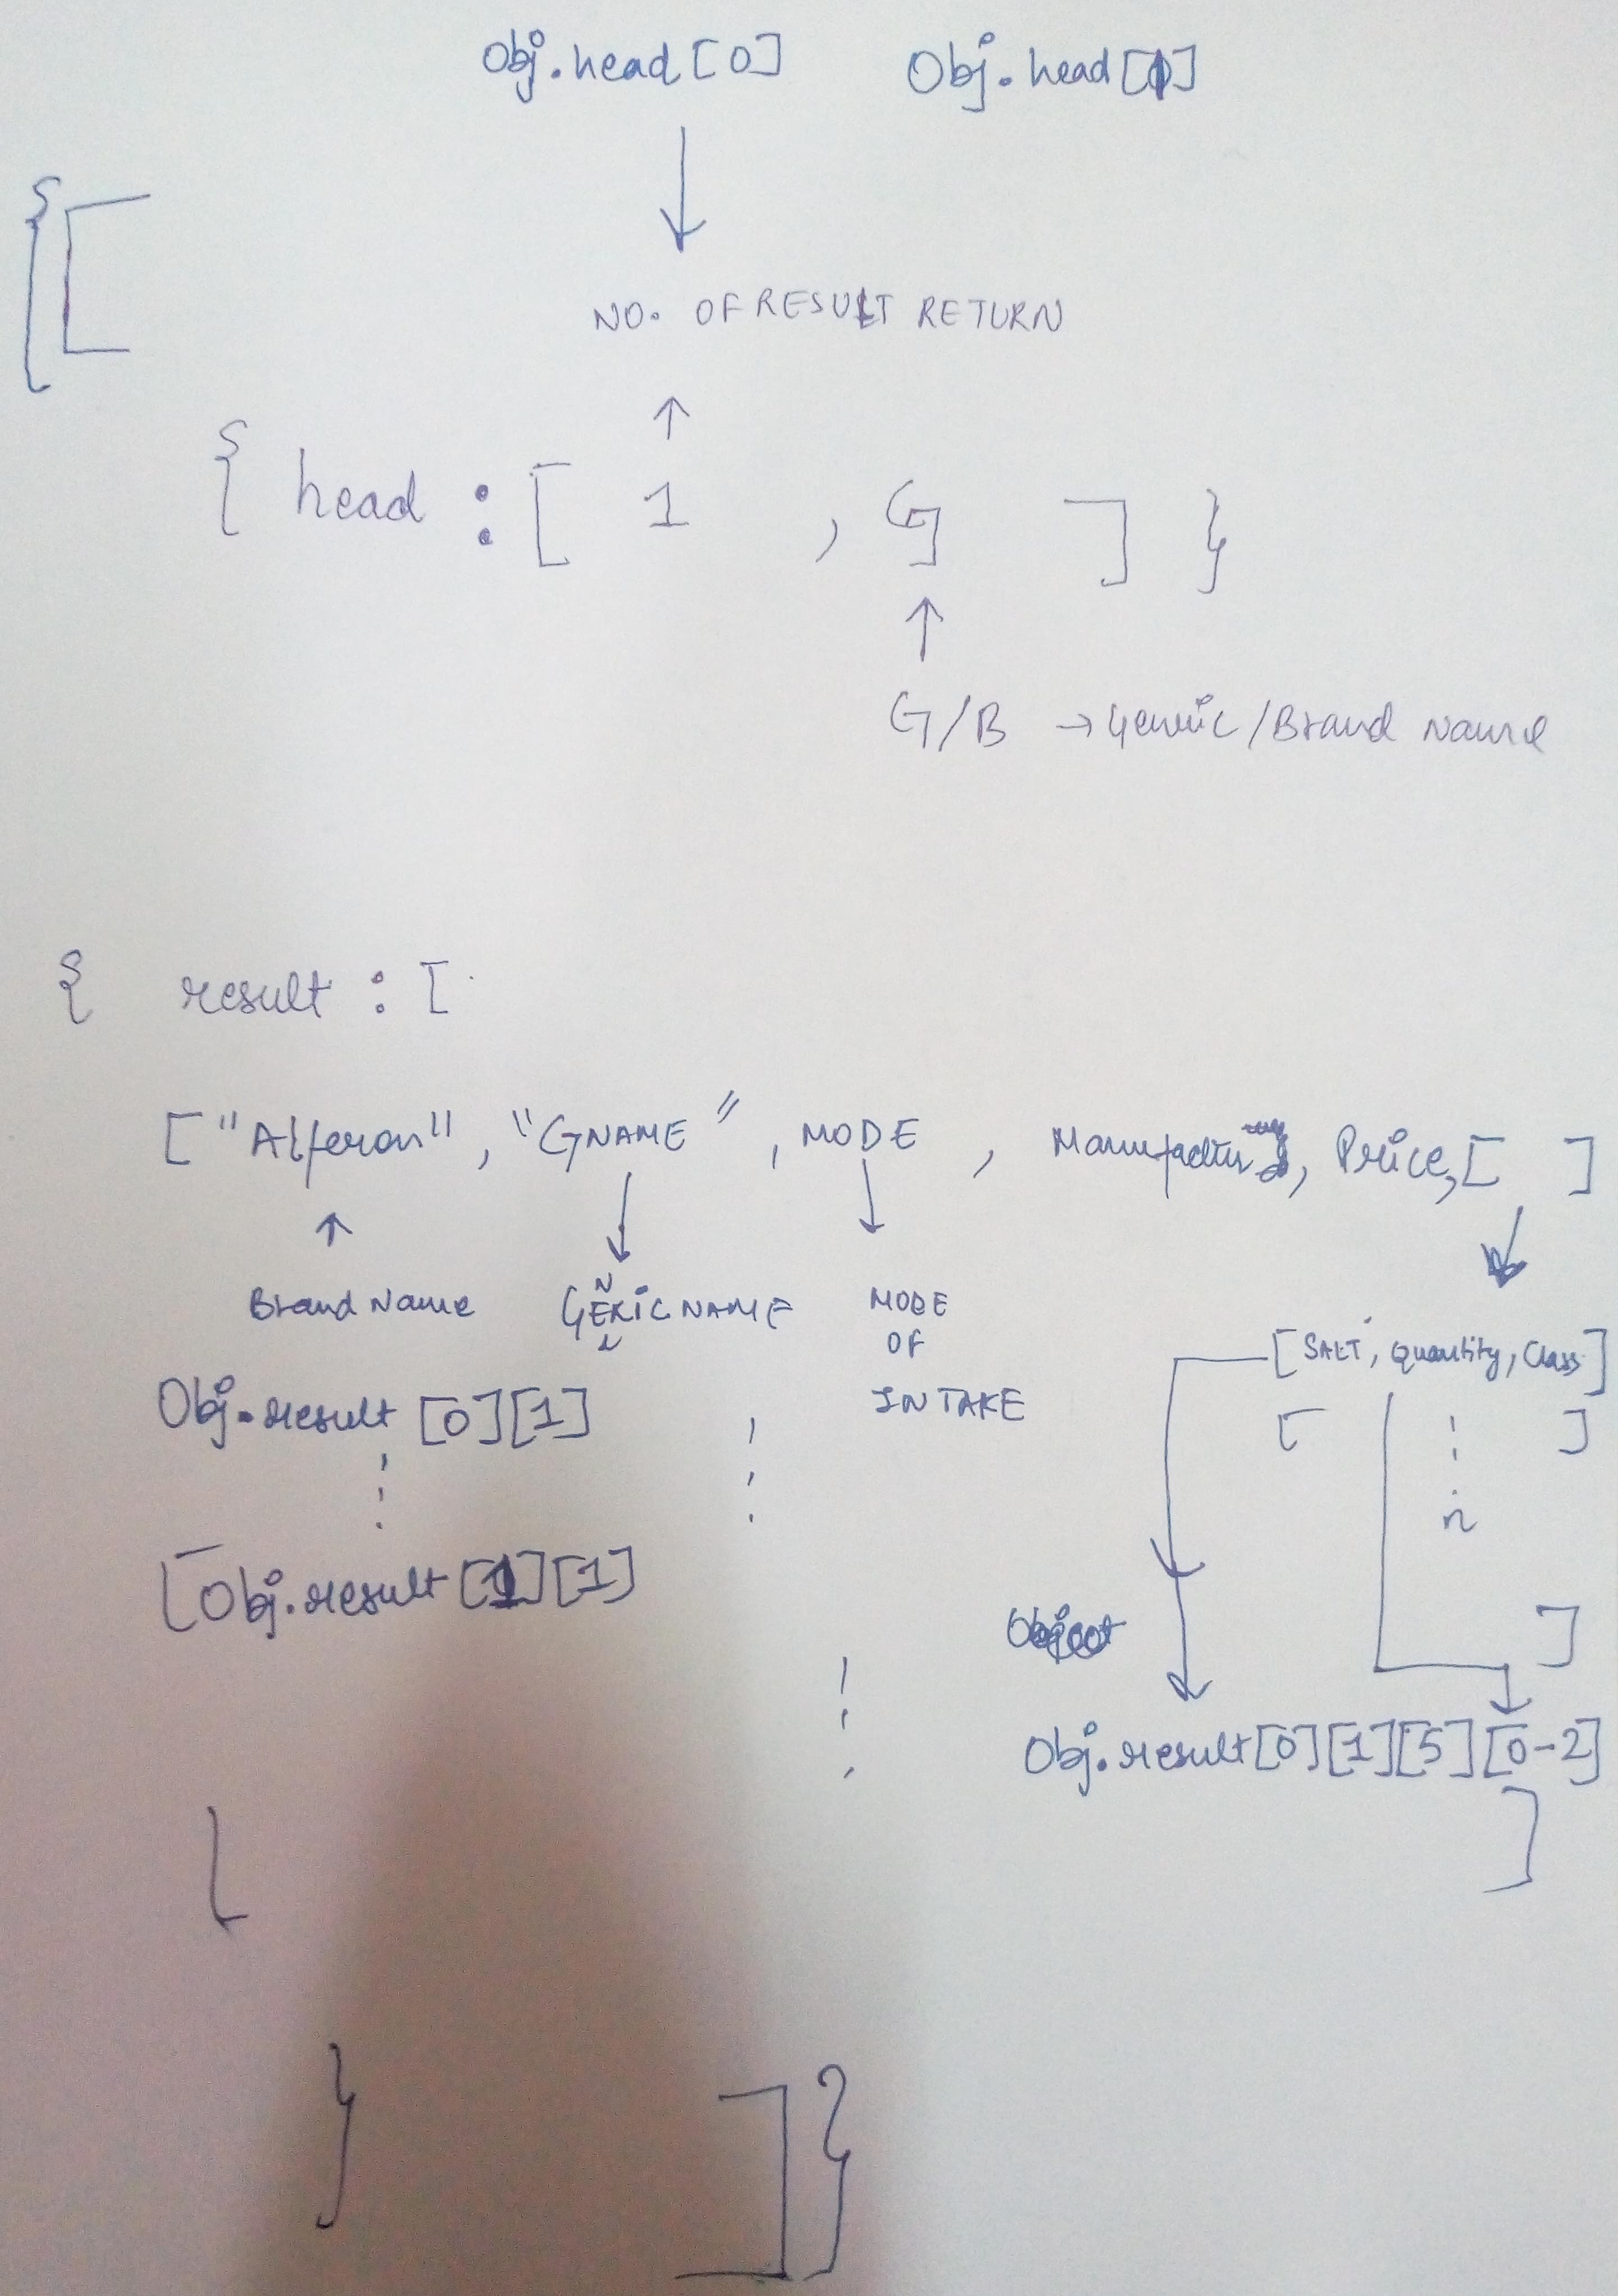 Obj.head[0] Obj.head[1]
{[
NO. OF RESULT RETURN
{ head : [ 1 , G ] }
G/B → Generic/Brand Name
{ result : [
["Alferon", "GNAME", MODE, Manufacturing, Price, [ ]
Brand Name GENERIC NAME MODE
OF
INTAKE
[SALT, Quantity, Class]
Obj.result[0][1]
[ ]
n
[Obj.result[1][1]
]
Obj.result[0][1][5][0-2]
[ ]
} ] }